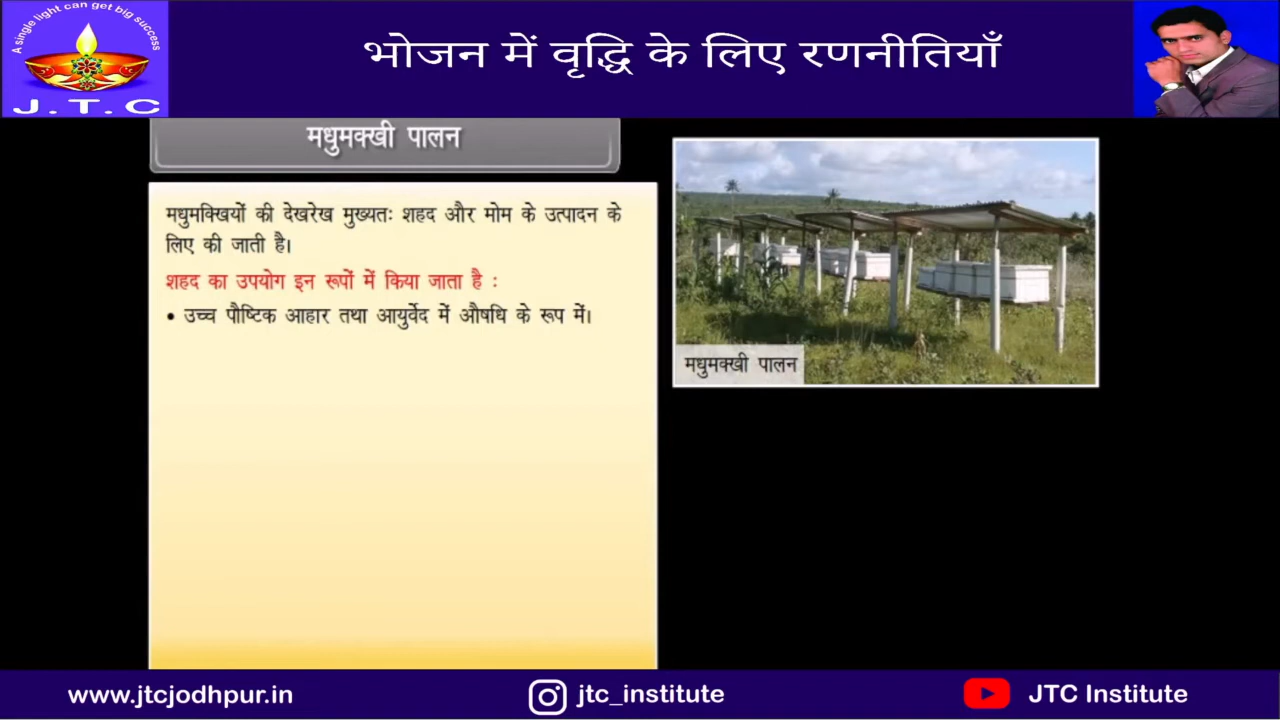 A single light can get big success
J.T.C
भोजन में वृद्धि के लिए रणनीतियाँ
मधुमक्खी पालन
मधुमक्खियों की देखरेख मुख्यतः शहद और मोम के उत्पादन के
लिए की जाती है।
शहद का उपयोग इन रूपों में किया जाता है :
• उच्च पौष्टिक आहार तथा आयुर्वेद में औषधि के रूप में।
मधुमक्खी पालन
www.jtcjodhpur.in
jtc_institute
JTC Institute